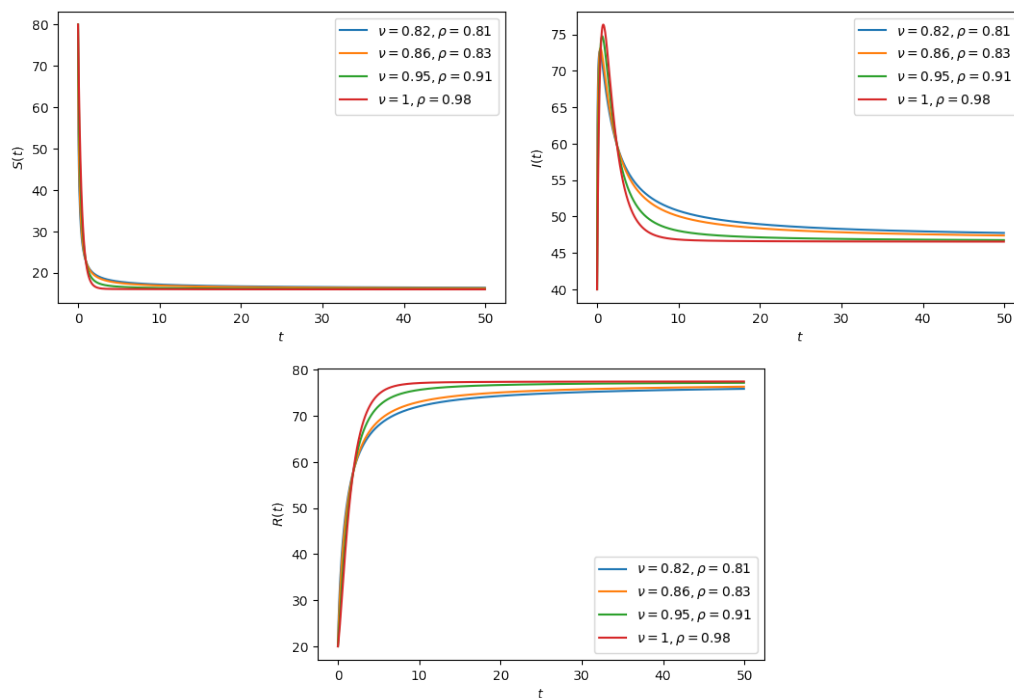 80
70
60
50
40
30
20
S(t)
0
10
20
30
40
50
t
ν = 0.82, ρ = 0.81
ν = 0.86, ρ = 0.83
ν = 0.95, ρ = 0.91
ν = 1, ρ = 0.98
75
70
65
60
55
50
45
40
I(t)
0
10
20
30
40
50
t
ν = 0.82, ρ = 0.81
ν = 0.86, ρ = 0.83
ν = 0.95, ρ = 0.91
ν = 1, ρ = 0.98
80
70
60
50
40
30
20
R(t)
0
10
20
30
40
50
t
ν = 0.82, ρ = 0.81
ν = 0.86, ρ = 0.83
ν = 0.95, ρ = 0.91
ν = 1, ρ = 0.98